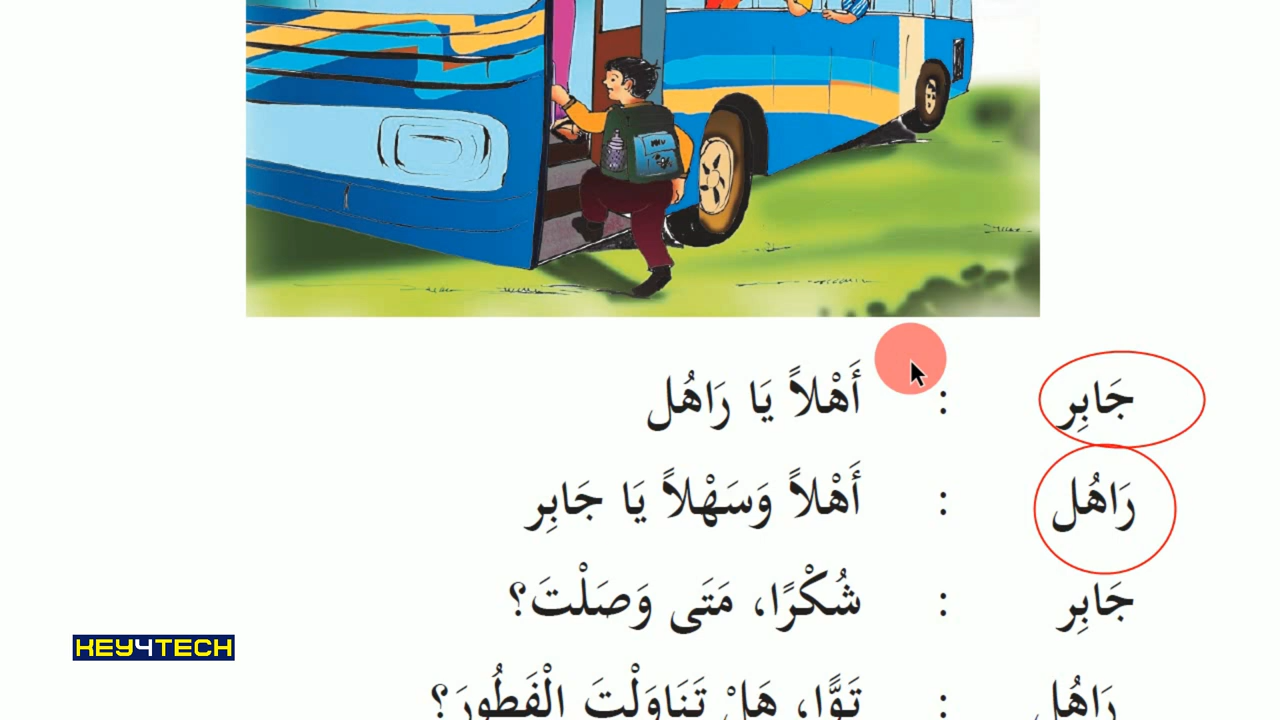 جَابِر : أَهْلاً يَا رَاهُل
رَاهُل : أَهْلاً وَسَهْلاً يَا جَابِر
جَابِر : شُكْرًا، مَتَى وَصَلْتَ؟
رَاهُل : تَوًّا، هَلْ تَنَاوَلْتَ الْفَطُورَ؟
KEY4TECH